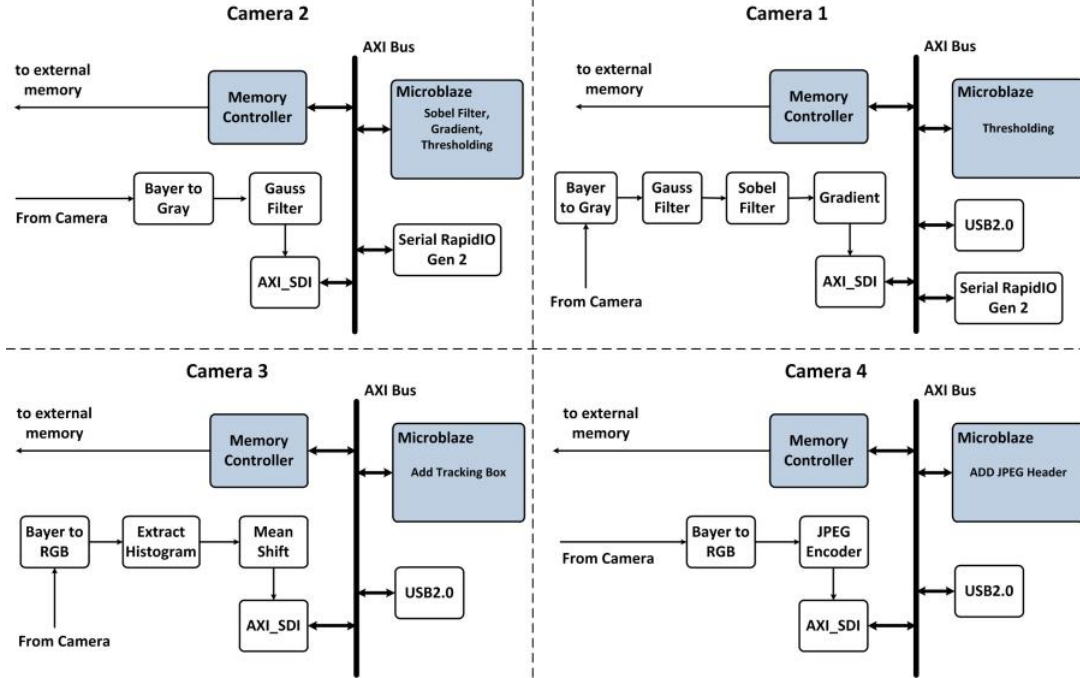 Camera 2
AXI Bus
to external
memory
Memory
Controller
Microblaze
Sobel Filter,
Gradient,
Thresholding
Bayer to
Gray
Gauss
Filter
From Camera
Serial RapidIO
Gen 2
AXI_SDI
Camera 1
AXI Bus
to external
memory
Memory
Controller
Microblaze
Thresholding
Bayer
to Gray
Gauss
Filter
Sobel
Filter
Gradient
USB2.0
AXI_SDI
From Camera
Serial RapidIO
Gen 2
Camera 3
AXI Bus
to external
memory
Memory
Controller
Microblaze
Add Tracking Box
Bayer to
RGB
Extract
Histogram
Mean
Shift
USB2.0
AXI_SDI
From Camera
Camera 4
AXI Bus
to external
memory
Memory
Controller
Microblaze
ADD JPEG Header
Bayer to
RGB
JPEG
Encoder
From Camera
USB2.0
AXI_SDI